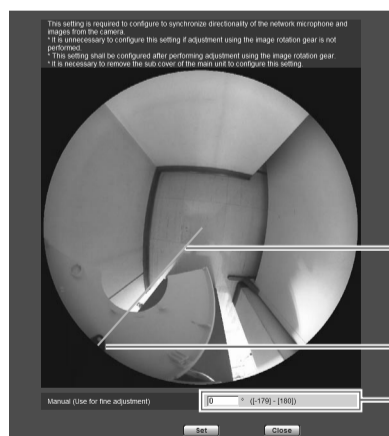 This setting is required to configure to synchronize directionality of the network microphone and
images from the camera.
* It is unnecessary to configure this setting if adjustment using the image rotation gear is not
performed.
* This setting shall be configured after performing adjustment using the image rotation gear.
* It is necessary to remove the sub cover of the main unit to configure this setting.
Manual (Use for fine adjustment) 0 ° ([-179] - [180])
Set Close